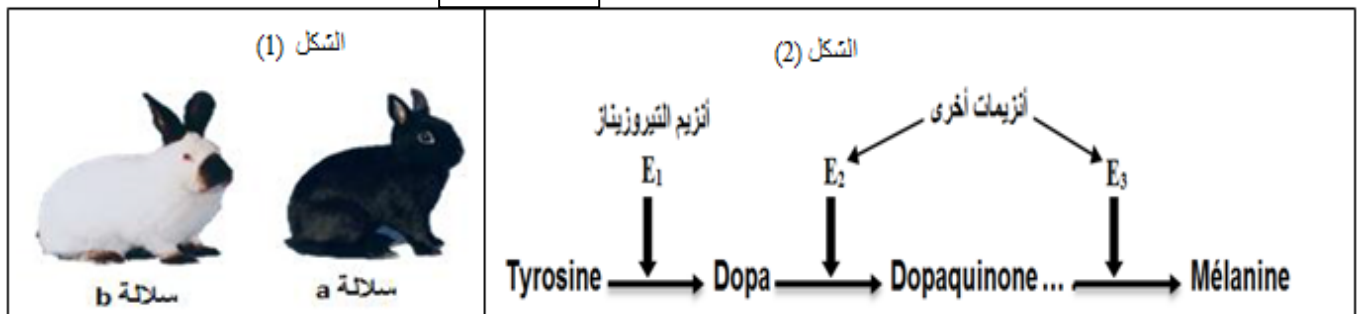 الشكل (1)
سلالة b
سلالة a
الشكل (2)
أنزيم التيروزيناز
أنزيمات أخرى
E₁
E₂
E₃
Tyrosine
Dopa
Dopaquinone ...
Mélanine